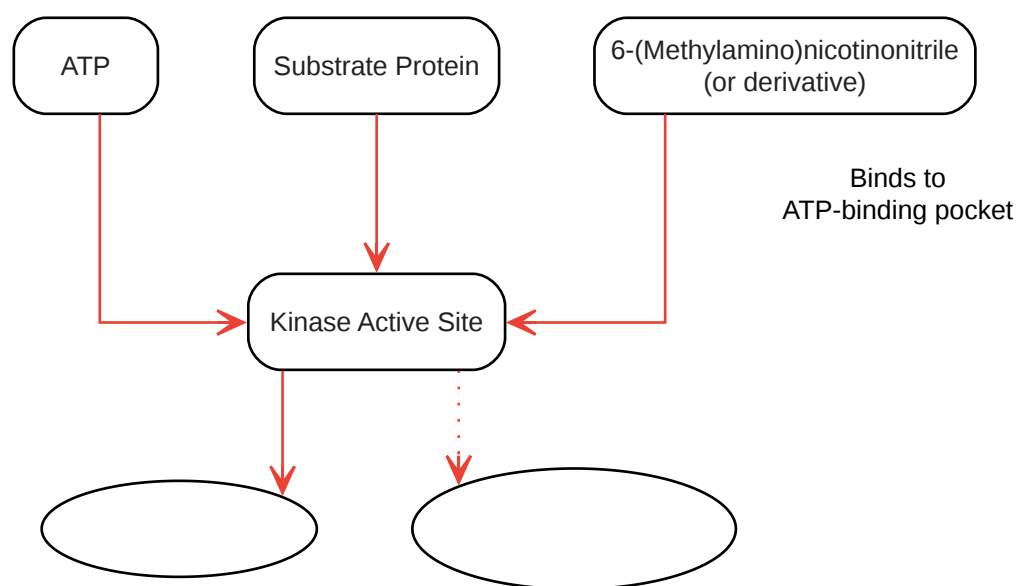 ATP
Substrate Protein
6-(Methylamino)nicotinonitrile
(or derivative)
Binds to
ATP-binding pocket
Kinase Active Site